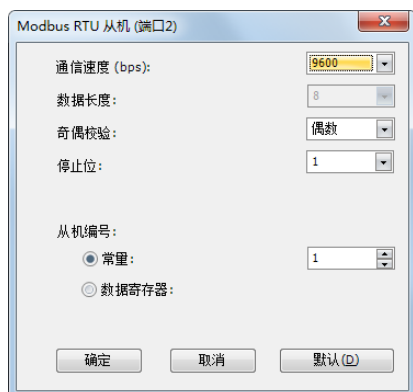 Modbus RTU 从机 (端口2)
通信速度 (bps): 9600
数据长度: 8
奇偶校验: 偶数
停止位: 1
从机编号:
常量: 1
数据寄存器:
确定 取消 默认(D)